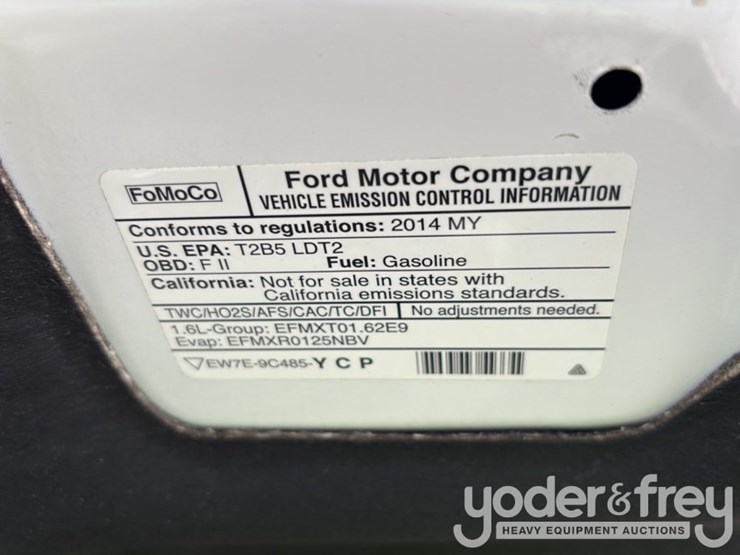 FoMoCo
Ford Motor Company
VEHICLE EMISSION CONTROL INFORMATION
Conforms to regulations: 2014 MY
U.S. EPA: T2B5 LDT2
OBD: F II Fuel: Gasoline
California: Not for sale in states with
California emissions standards.
TWC/HO2S/AFS/CAC/TC/DFI No adjustments needed.
1.6L-Group: EFMXT01.62E9
Evap: EFMXR0125NBV
EW7E-9C485-Y C P
yoder&frey
HEAVY EQUIPMENT AUCTIONS